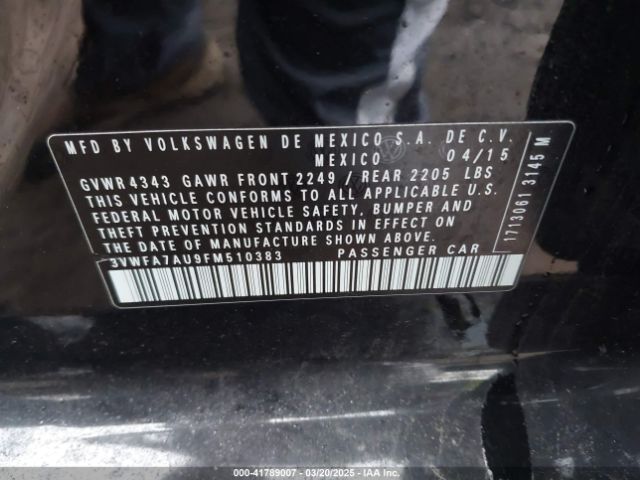 MFD BY VOLKSWAGEN DE MEXICO S.A. DE C.V.
MEXICO 04/15
GVWR 4343 GAWR FRONT 2249 / REAR 2205 LBS
THIS VEHICLE CONFORMS TO ALL APPLICABLE U.S.
FEDERAL MOTOR VEHICLE SAFETY, BUMPER AND
THEFT PREVENTION STANDARDS IN EFFECT ON
THE DATE OF MANUFACTURE SHOWN ABOVE
3VWFA7AU9FM510383 PASSENGER CAR
1713061 3145 M
000-41789007 | 03/20/2025 | IAA Inc.